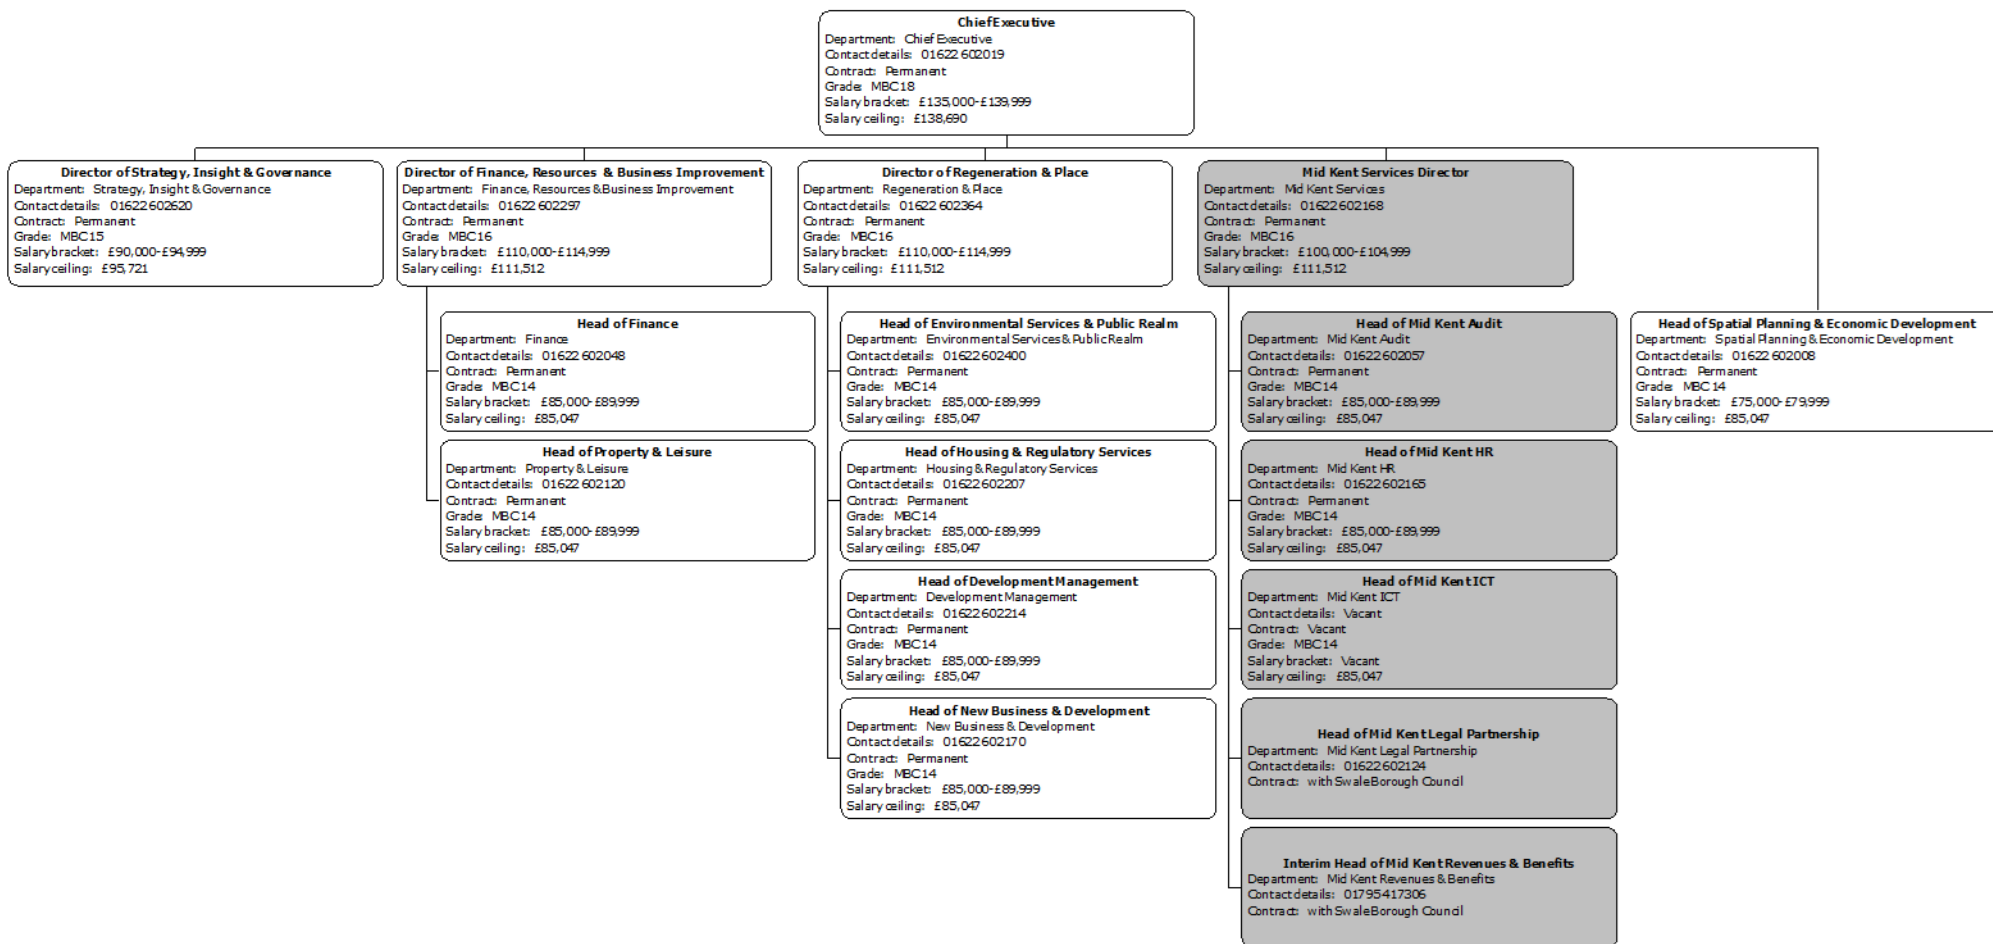 Chief Executive
Department: Chief Executive
Contact details: 01622 602019
Contract: Permanent
Grade: MBC18
Salary bracket: £135,000-£139,999
Salary ceiling: £138,690
Director of Strategy, Insight & Governance
Department: Strategy, Insight & Governance
Contact details: 01622 602620
Contract: Permanent
Grade: MBC15
Salary bracket: £90,000-£94,999
Salary ceiling: £95,721
Director of Finance, Resources & Business Improvement
Department: Finance, Resources & Business Improvement
Contact details: 01622 602297
Contract: Permanent
Grade: MBC16
Salary bracket: £110,000-£114,999
Salary ceiling: £111,512
Director of Regeneration & Place
Department: Regeneration & Place
Contact details: 01622 602364
Contract: Permanent
Grade: MBC16
Salary bracket: £110,000-£114,999
Salary ceiling: £111,512
Mid Kent Services Director
Department: Mid Kent Services
Contact details: 01622 602168
Contract: Permanent
Grade: MBC16
Salary bracket: £100,000-£104,999
Salary ceiling: £111,512
Head of Finance
Department: Finance
Contact details: 01622 602048
Contract: Permanent
Grade: MBC14
Salary bracket: £85,000-£89,999
Salary ceiling: £85,047
Head of Property & Leisure
Department: Property & Leisure
Contact details: 01622 602120
Contract: Permanent
Grade: MBC14
Salary bracket: £85,000-£89,999
Salary ceiling: £85,047
Head of Environmental Services & Public Realm
Department: Environmental Services & Public Realm
Contact details: 01622 602400
Contract: Permanent
Grade: MBC14
Salary bracket: £85,000-£89,999
Salary ceiling: £85,047
Head of Housing & Regulatory Services
Department: Housing & Regulatory Services
Contact details: 01622 602207
Contract: Permanent
Grade: MBC14
Salary bracket: £85,000-£89,999
Salary ceiling: £85,047
Head of Development Management
Department: Development Management
Contact details: 01622 602214
Contract: Permanent
Grade: MBC14
Salary bracket: £85,000-£89,999
Salary ceiling: £85,047
Head of New Business & Development
Department: New Business & Development
Contact details: 01622 602170
Contract: Permanent
Grade: MBC14
Salary bracket: £85,000-£89,999
Salary ceiling: £85,047
Head of Mid Kent Audit
Department: Mid Kent Audit
Contact details: 01622 602057
Contract: Permanent
Grade: MBC14
Salary bracket: £85,000-£89,999
Salary ceiling: £85,047
Head of Mid Kent HR
Department: Mid Kent HR
Contact details: 01622 602165
Contract: Permanent
Grade: MBC14
Salary bracket: £85,000-£89,999
Salary ceiling: £85,047
Head of Mid Kent ICT
Department: Mid Kent ICT
Contact details: Vacant
Contract: Vacant
Grade: MBC14
Salary bracket: Vacant
Salary ceiling: £85,047
Head of Mid Kent Legal Partnership
Department: Mid Kent Legal Partnership
Contact details: 01622 602124
Contract: with Swale Borough Council
Interim Head of Mid Kent Revenues & Benefits
Department: Mid Kent Revenues & Benefits
Contact details: 01795 417306
Contract: with Swale Borough Council
Head of Spatial Planning & Economic Development
Department: Spatial Planning & Economic Development
Contact details: 01622 602008
Contract: Permanent
Grade: MBC14
Salary bracket: £75,000-£79,999
Salary ceiling: £85,047